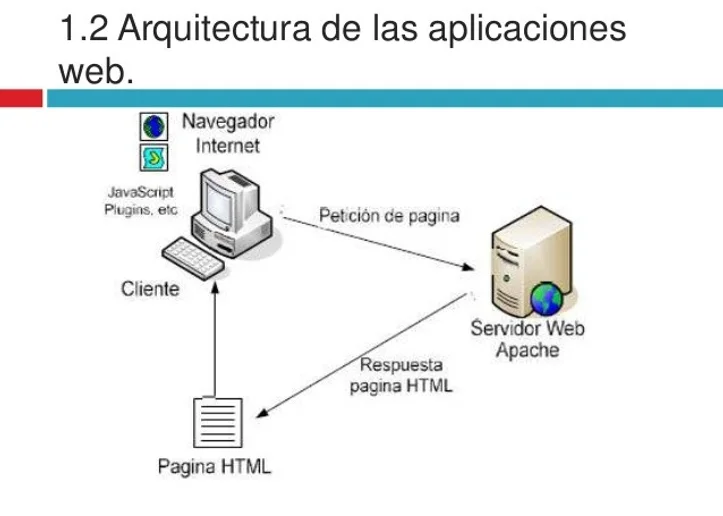 1.2 Arquitectura de las aplicaciones
web.
Navegador
Internet
JavaScript
Plugins, etc
Petición de pagina
Cliente
Servidor Web
Apache
Respuesta
pagina HTML
Pagina HTML